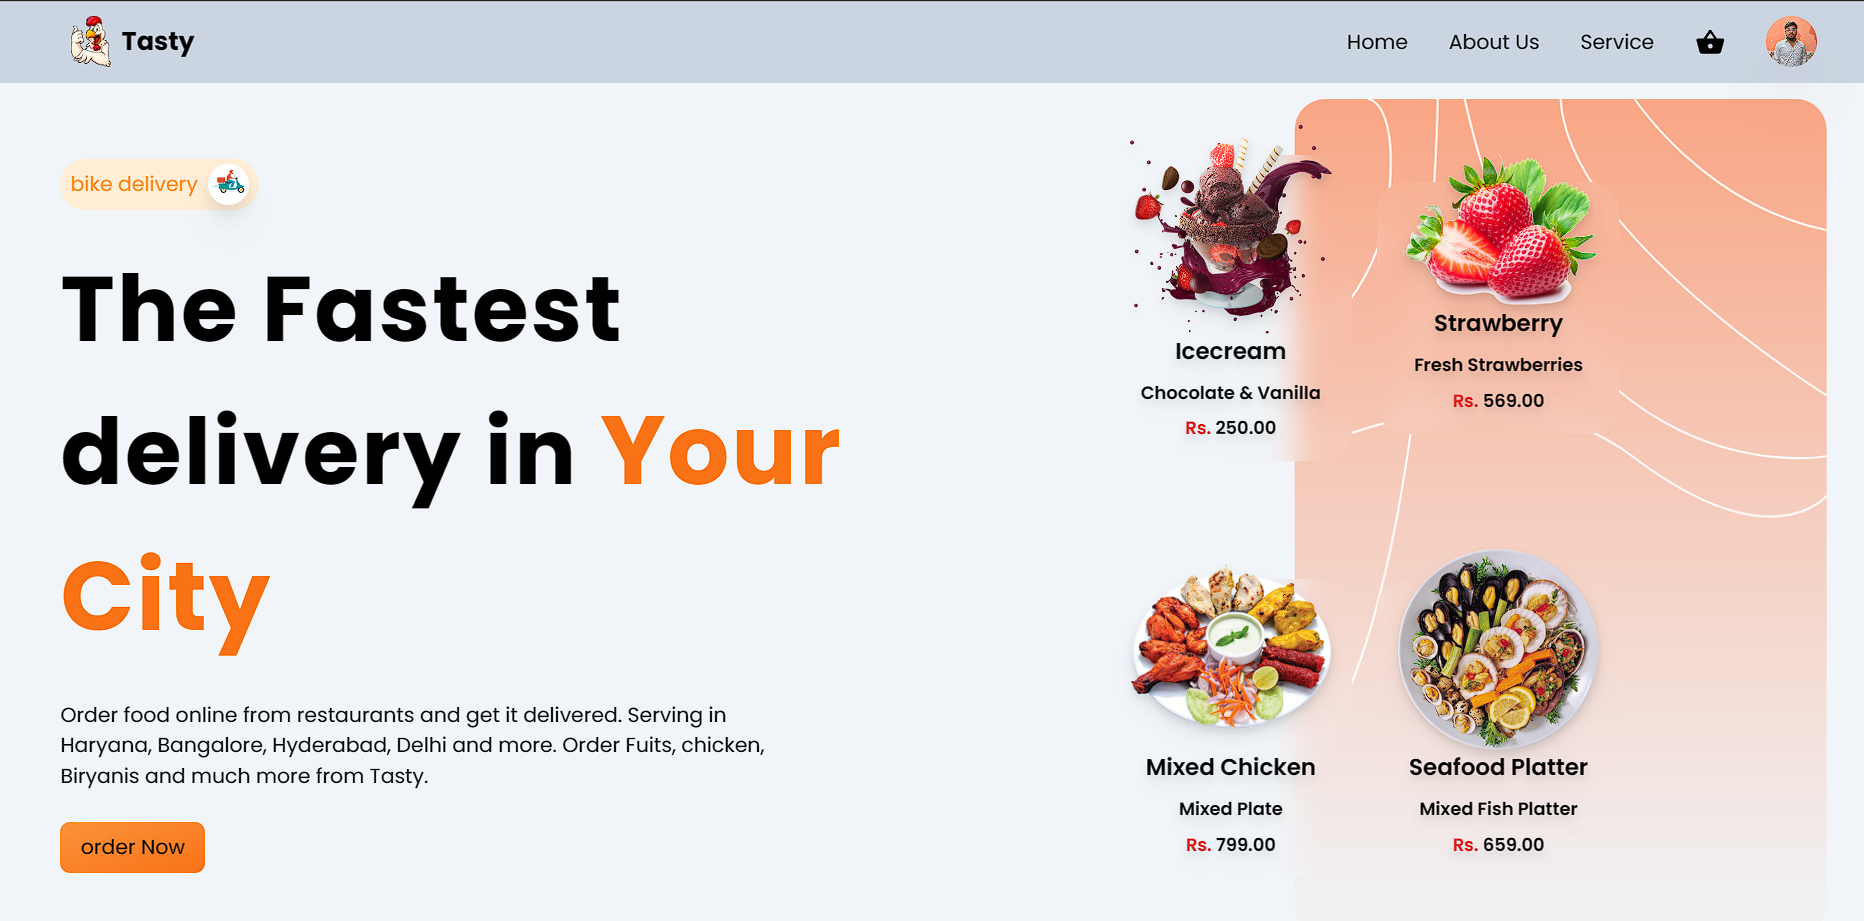 Tasty
Home
About Us
Service
bike delivery
The Fastest
delivery in Your
City
Order food online from restaurants and get it delivered. Serving in
Haryana, Bangalore, Hyderabad, Delhi and more. Order Fuits, chicken,
Biryanis and much more from Tasty.
order Now
Icecream
Chocolate & Vanilla
Rs. 250.00
Strawberry
Fresh Strawberries
Rs. 569.00
Mixed Chicken
Mixed Plate
Rs. 799.00
Seafood Platter
Mixed Fish Platter
Rs. 659.00